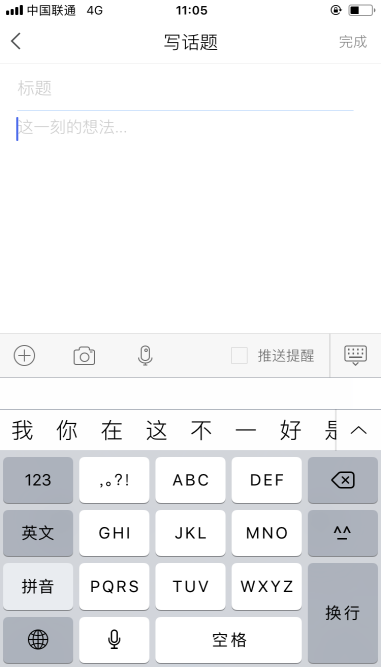 中国联通 4G 11:05
写话题 完成
标题
这一刻的想法...
推送提醒
我 你 在 这 不 一 好 是
123 ,。?! ABC DEF
英文 GHI JKL MNO ^^
拼音 PQRS TUV WXYZ 换行
空格